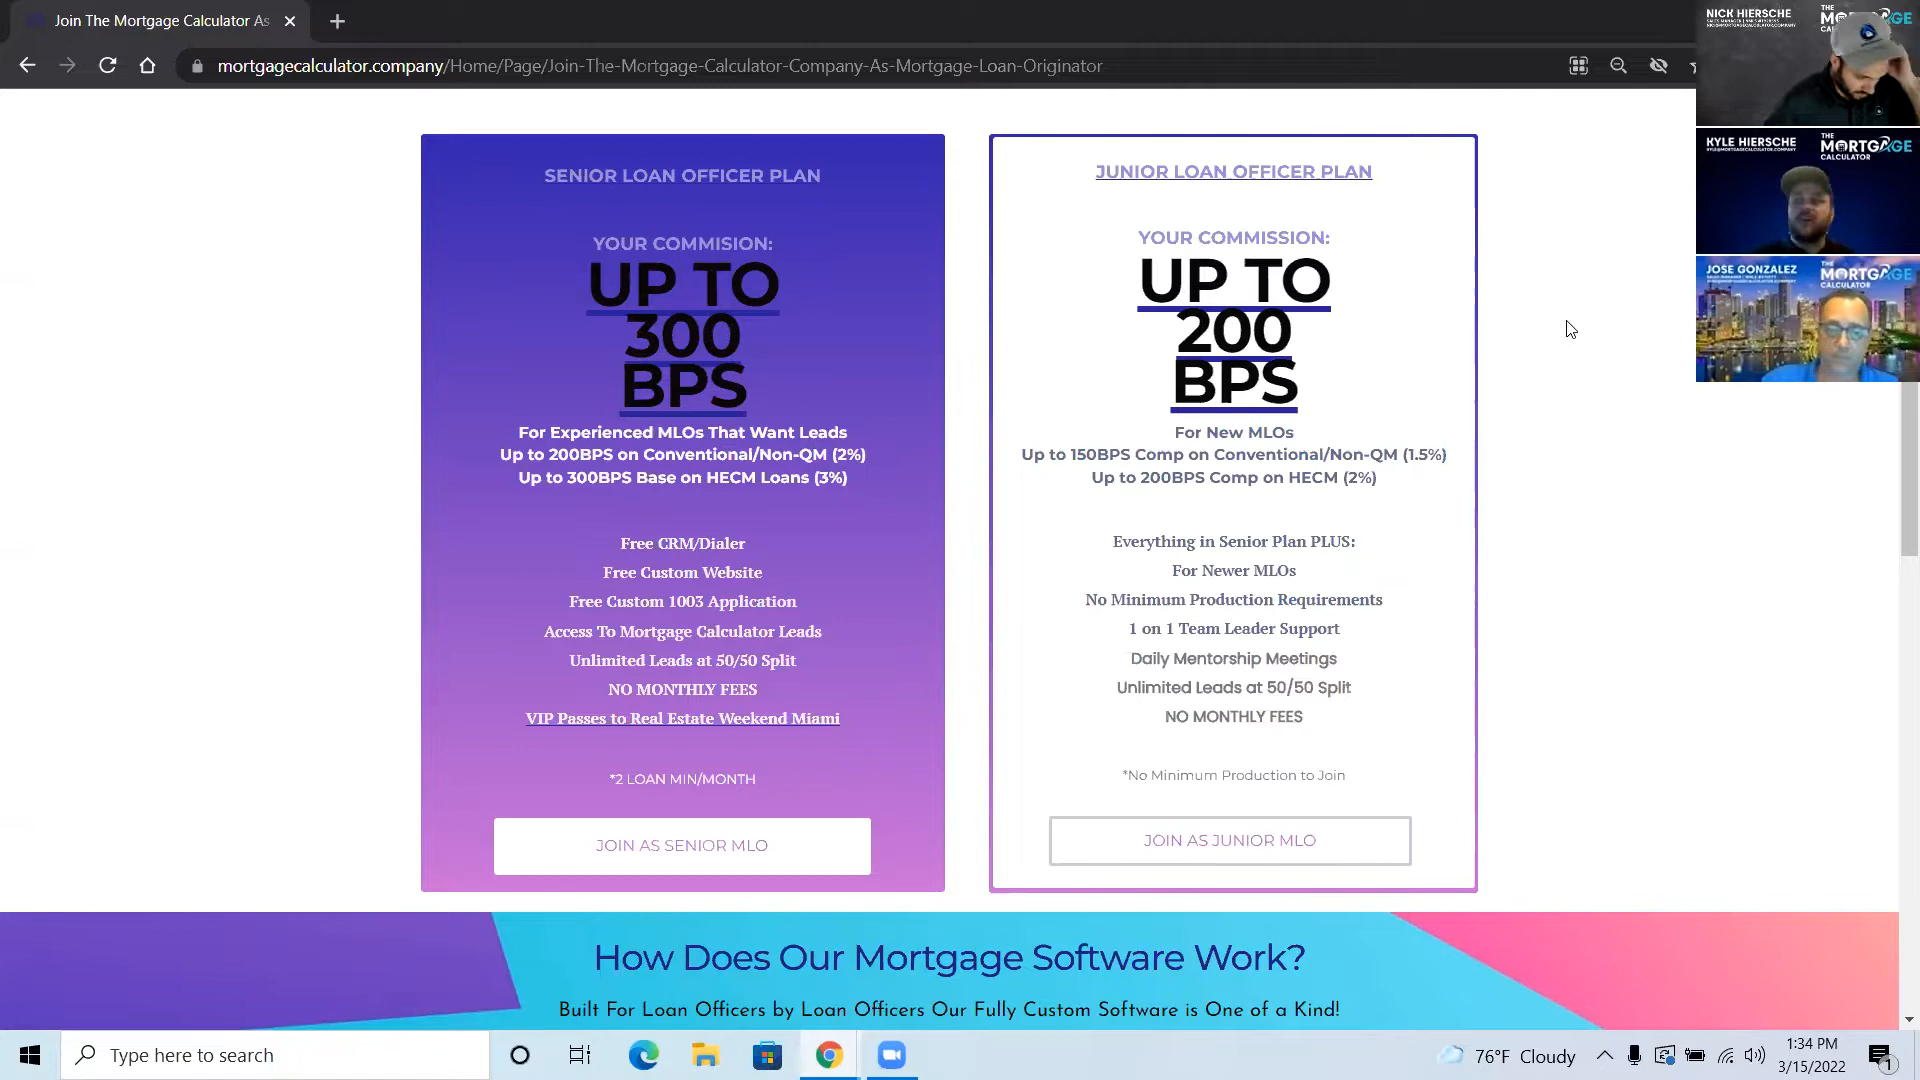 Join The Mortgage Calculator As
mortgagecalculator.company/Home/Page/Join-The-Mortgage-Calculator-Company-As-Mortgage-Loan-Originator
NICK HIERSCHE
THE
KYLE HIERSCHE
THE
MORTGAGE
CALCULATOR
JOSE GONZALEZ
THE
MORTGAGE
CALCULATOR
SENIOR LOAN OFFICER PLAN
YOUR COMMISION:
UP TO
300
BPS
For Experienced MLOs That Want Leads
Up to 200BPS on Conventional/Non-QM (2%)
Up to 300BPS Base on HECM Loans (3%)
Free CRM/Dialer
Free Custom Website
Free Custom 1003 Application
Access To Mortgage Calculator Leads
Unlimited Leads at 50/50 Split
NO MONTHLY FEES
VIP Passes to Real Estate Weekend Miami
*2 LOAN MIN/MONTH
JOIN AS SENIOR MLO
JUNIOR LOAN OFFICER PLAN
YOUR COMMISSION:
UP TO
200
BPS
For New MLOs
Up to 150BPS Comp on Conventional/Non-QM (1.5%)
Up to 200BPS Comp on HECM (2%)
Everything in Senior Plan PLUS:
For Newer MLOs
No Minimum Production Requirements
1 on 1 Team Leader Support
Daily Mentorship Meetings
Unlimited Leads at 50/50 Split
NO MONTHLY FEES
*No Minimum Production to Join
JOIN AS JUNIOR MLO
How Does Our Mortgage Software Work?
Built For Loan Officers by Loan Officers Our Fully Custom Software is One of a Kind!
Type here to search
76°F Cloudy
1:34 PM
3/15/2022
1